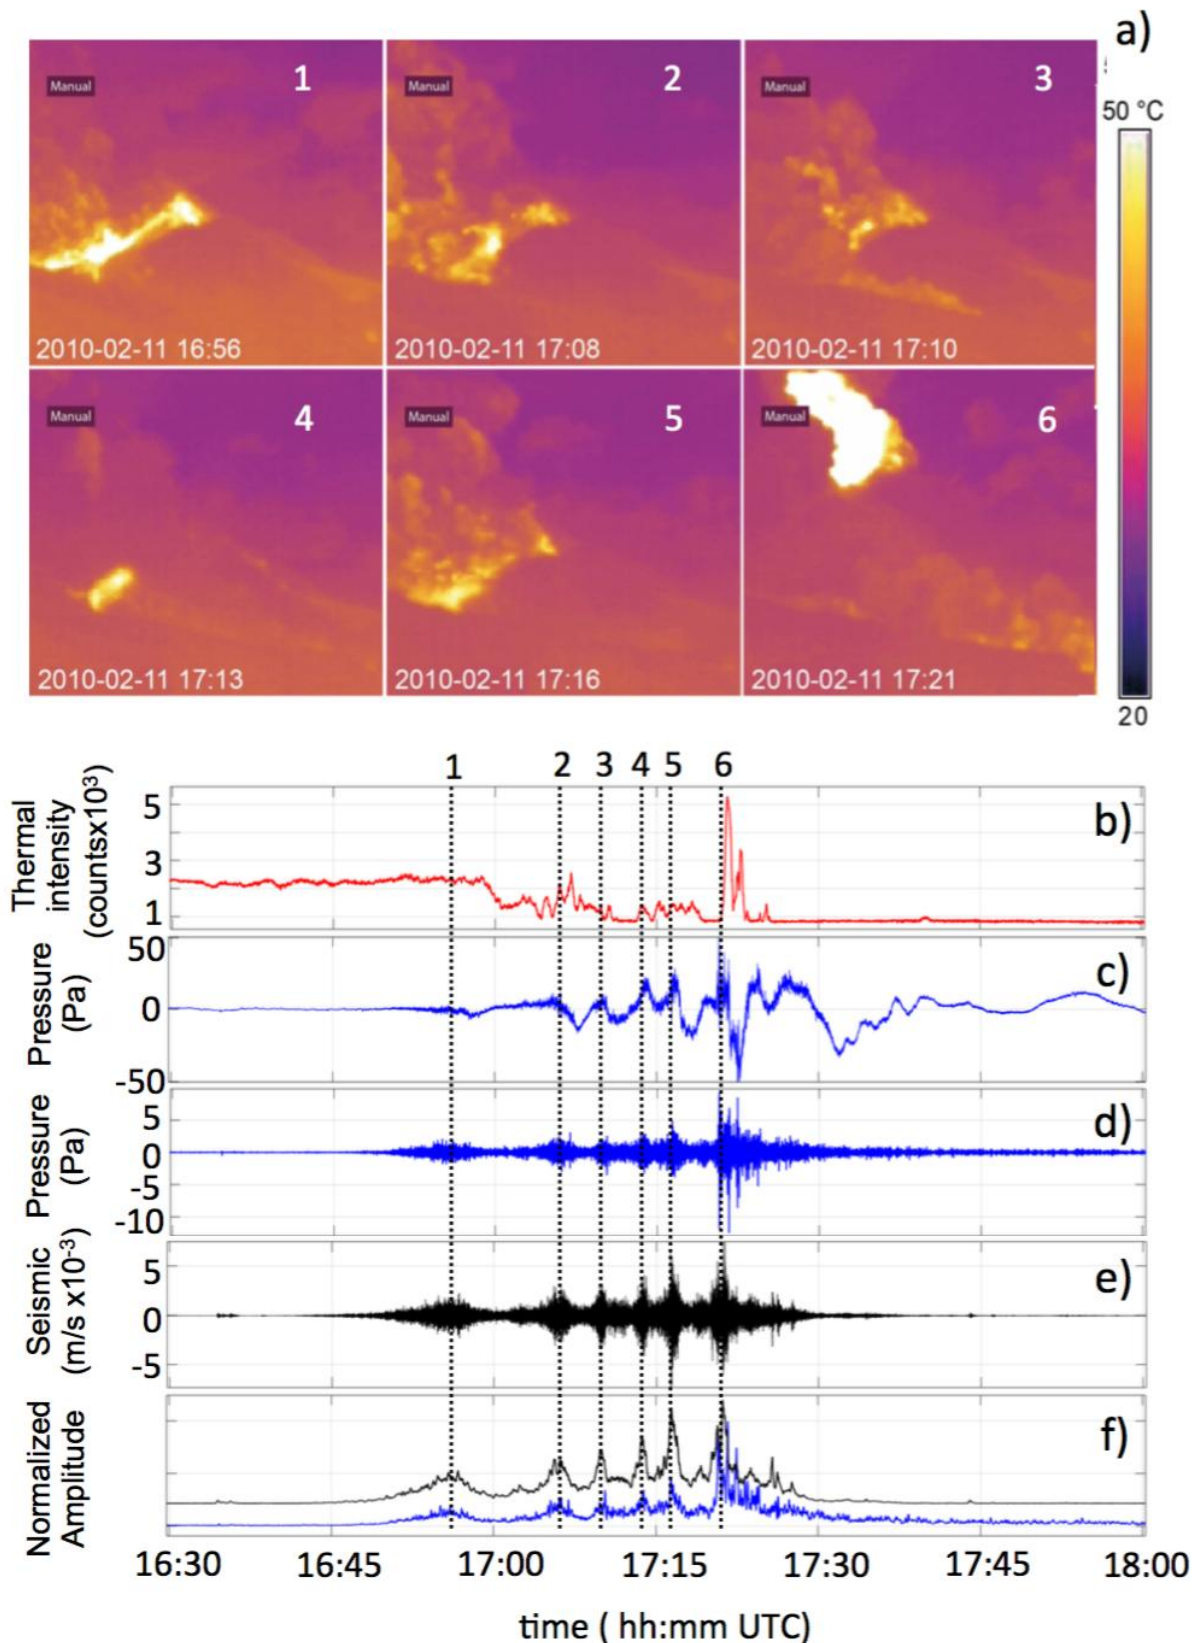 a)
50 °C
Manual 1
Manual 2
Manual 3
2010-02-11 16:56
2010-02-11 17:08
2010-02-11 17:10
Manual 4
Manual 5
Manual 6
2010-02-11 17:13
2010-02-11 17:16
2010-02-11 17:21
20
1 2 3 4 5 6
Thermal
intensity
(countsx10³)
5
3
1
b)
Pressure
(Pa)
50
0
-50
c)
Pressure
(Pa)
5
0
-5
-10
d)
Seismic
(m/s x10⁻³)
5
0
-5
e)
Normalized
Amplitude
f)
16:30 16:45 17:00 17:15 17:30 17:45 18:00
time ( hh:mm UTC)